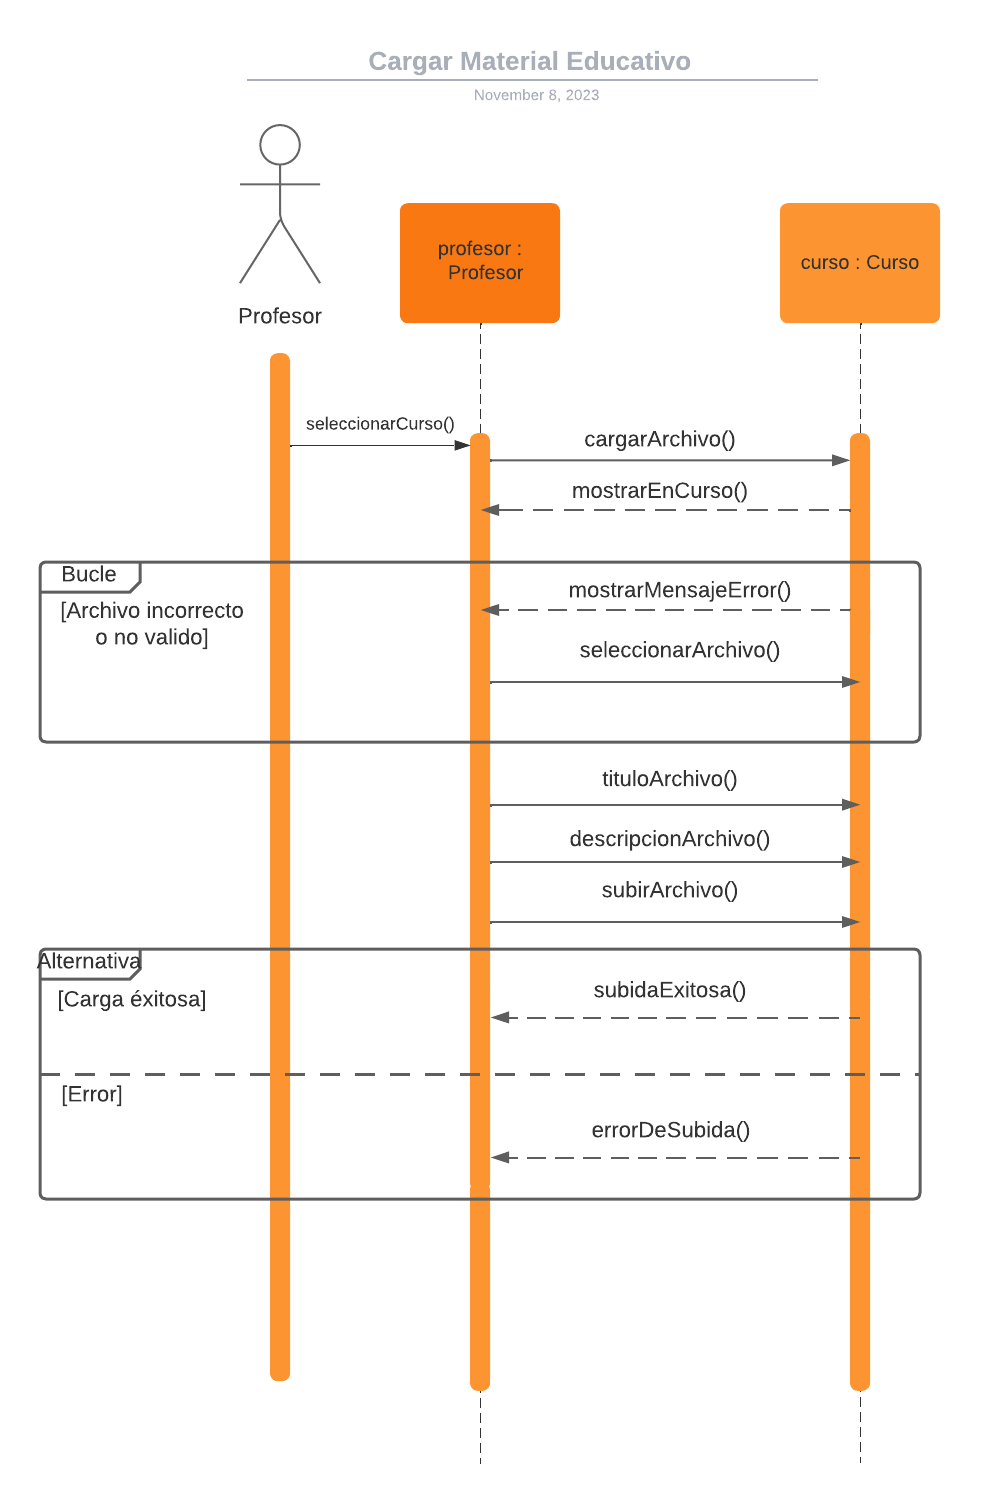 Cargar Material Educativo
November 8, 2023
Profesor
profesor :
Profesor
curso : Curso
seleccionarCurso()
cargarArchivo()
mostrarEnCurso()
Bucle
[Archivo incorrecto
o no valido]
mostrarMensajeError()
seleccionarArchivo()
tituloArchivo()
descripcionArchivo()
subirArchivo()
Alternativa
[Carga éxitosa]
subidaExitosa()
[Error]
errorDeSubida()